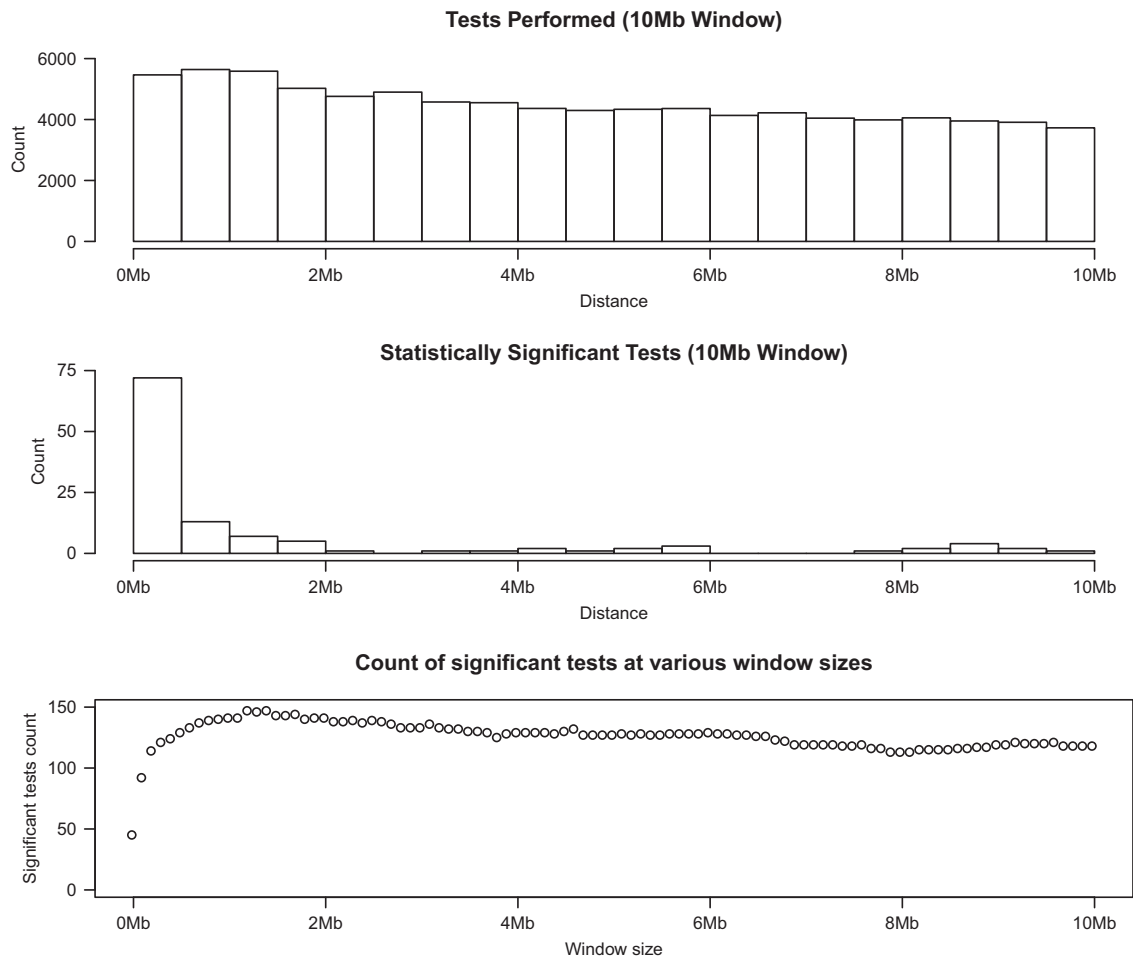 Tests Performed (10Mb Window)
6000
4000
2000
0
Count
0Mb 2Mb 4Mb 6Mb 8Mb 10Mb
Distance
Statistically Significant Tests (10Mb Window)
75
50
25
0
Count
0Mb 2Mb 4Mb 6Mb 8Mb 10Mb
Distance
Count of significant tests at various window sizes
150
100
50
0
Significant tests count
0Mb 2Mb 4Mb 6Mb 8Mb 10Mb
Window size